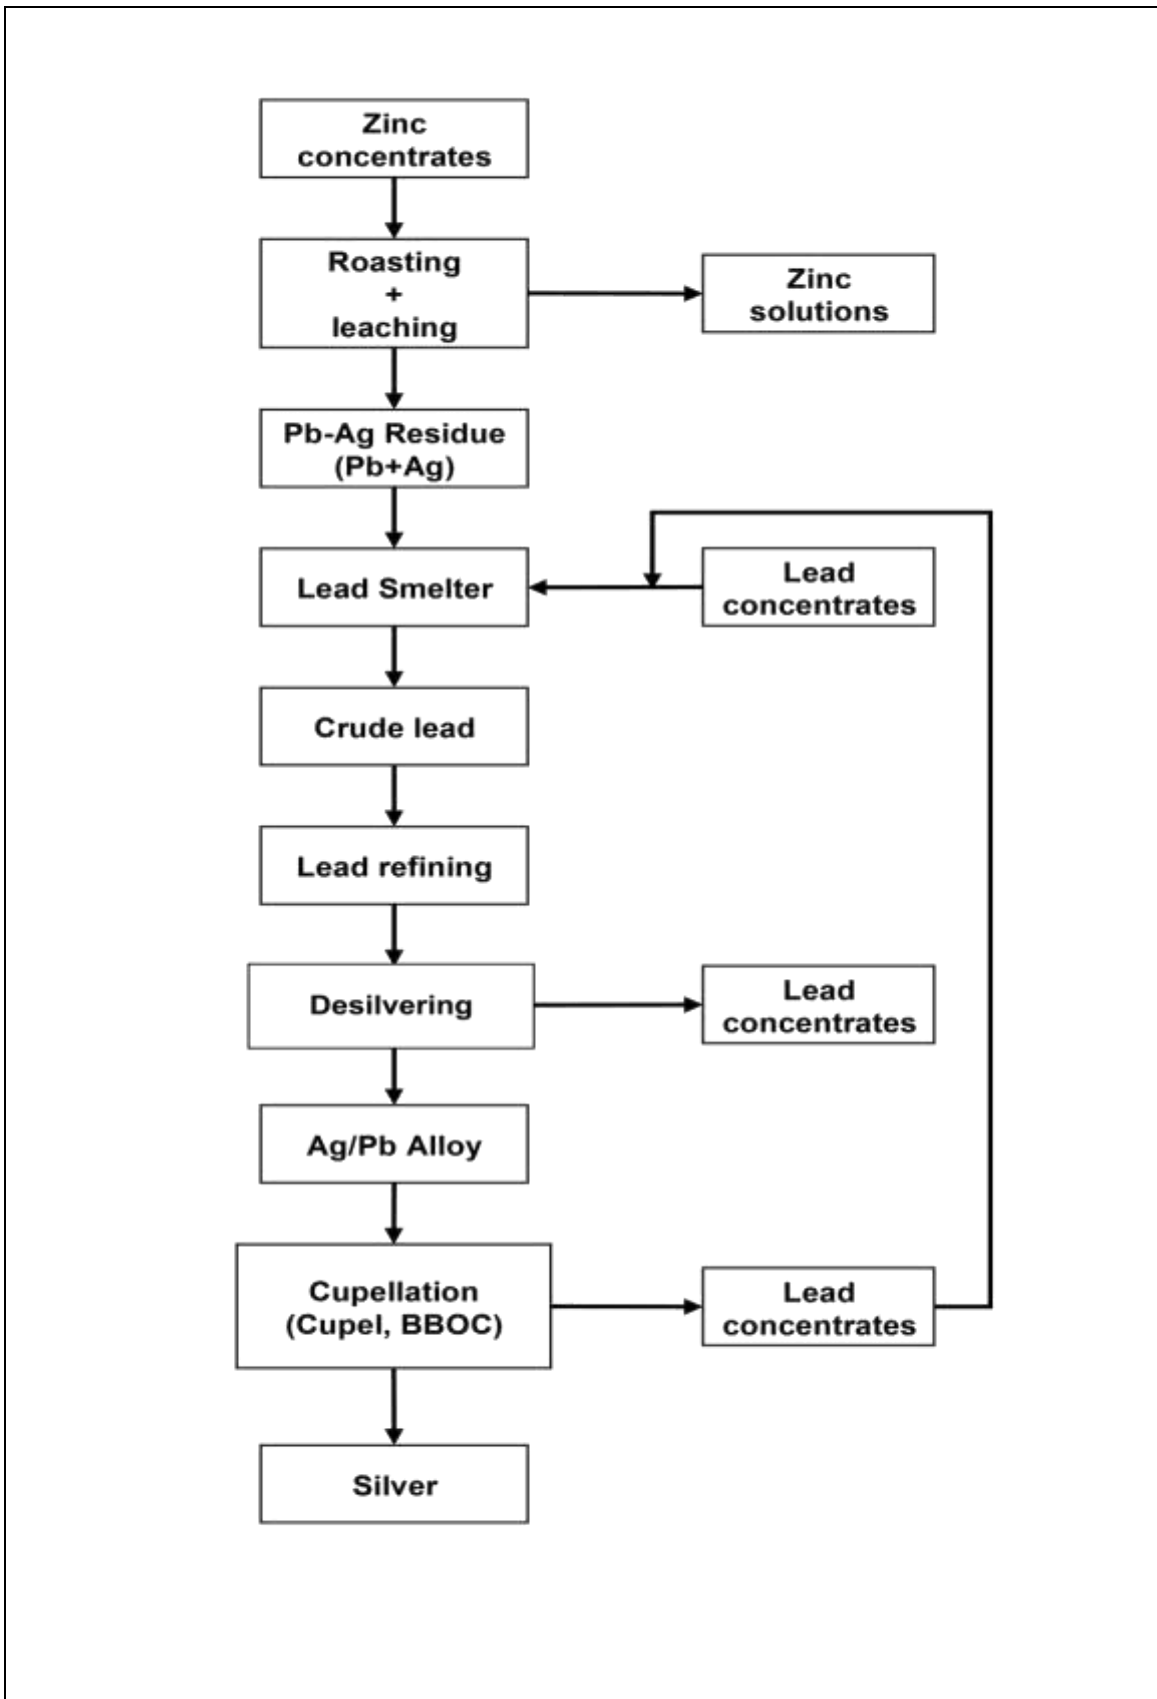 Zinc
concentrates
Roasting
+
leaching
Zinc
solutions
Pb-Ag Residue
(Pb+Ag)
Lead Smelter
Lead
concentrates
Crude lead
Lead refining
Desilvering
Lead
concentrates
Ag/Pb Alloy
Cupellation
(Cupel, BBOC)
Lead
concentrates
Silver